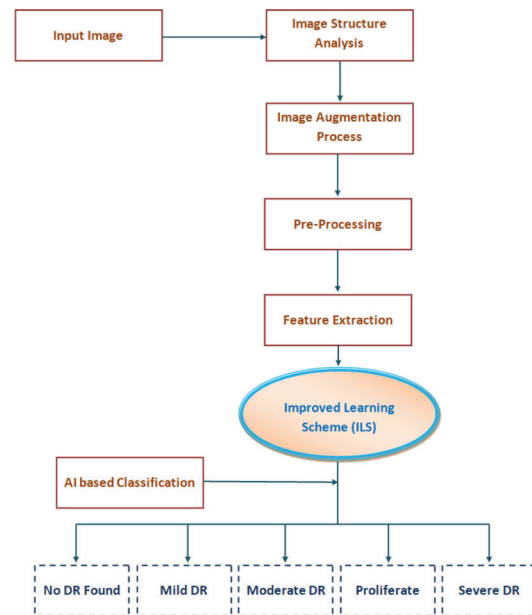 Input Image
Image Structure
Analysis
Image Augmentation
Process
Pre-Processing
Feature Extraction
Improved Learning
Scheme (ILS)
AI based Classification
No DR Found
Mild DR
Moderate DR
Proliferate
Severe DR